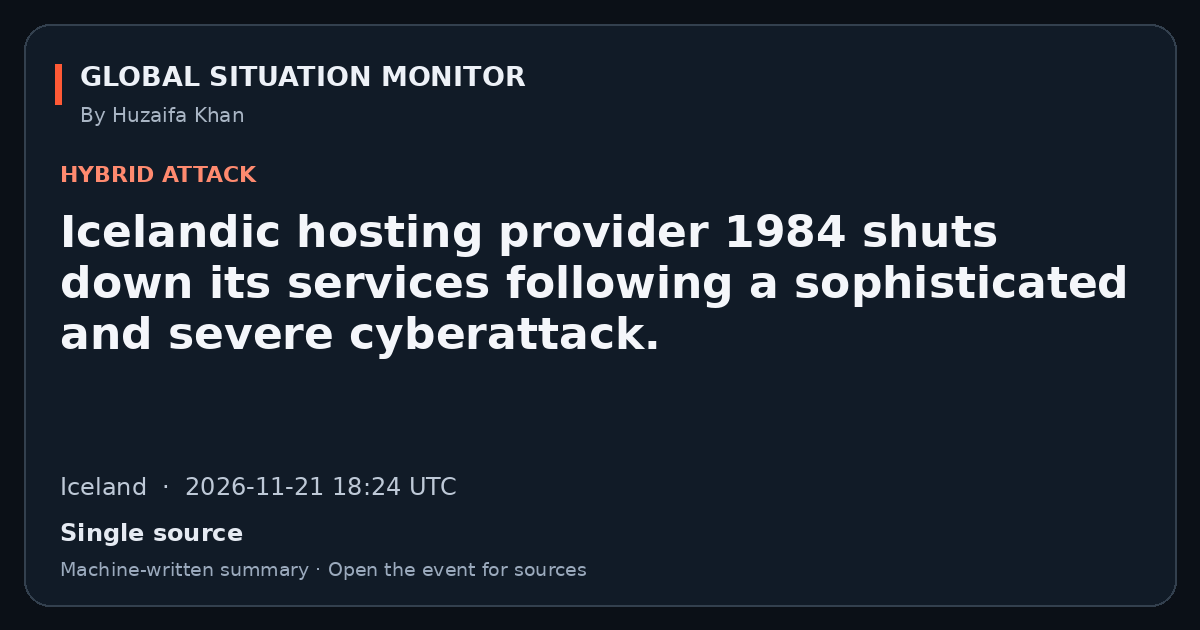 GLOBAL SITUATION MONITOR
By Huzaifa Khan
HYBRID ATTACK
Icelandic hosting provider 1984 shuts
down its services following a sophisticated
and severe cyberattack.
Iceland · 2026-11-21 18:24 UTC
Single source
Machine-written summary · Open the event for sources